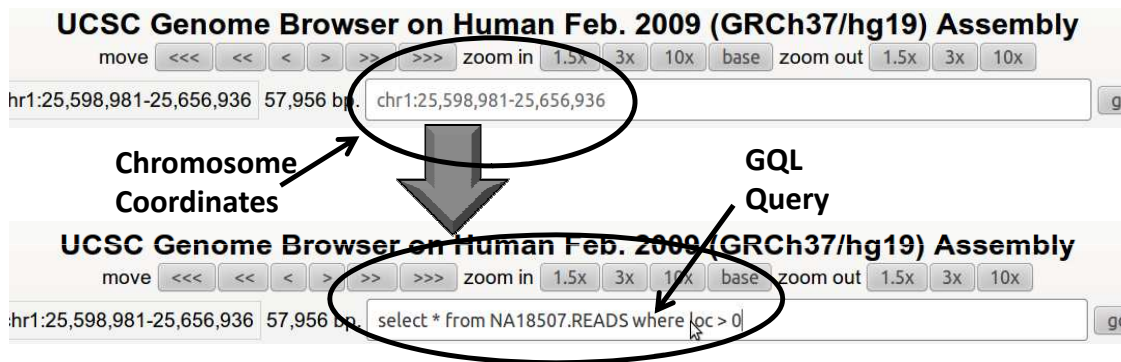 UCSC Genome Browser on Human Feb. 2009 (GRCh37/hg19) Assembly
move <<< << < > >> >>> zoom in 1.5x 3x 10x base zoom out 1.5x 3x 10x
hr1:25,598,981-25,656,936 57,956 bp. chr1:25,598,981-25,656,936 g
Chromosome
Coordinates
GQL
Query
UCSC Genome Browser on Human Feb. 2009 (GRCh37/hg19) Assembly
move <<< << < > >> >>> zoom in 1.5x 3x 10x base zoom out 1.5x 3x 10x
hr1:25,598,981-25,656,936 57,956 bp. select * from NA18507.READS where loc > 0 go